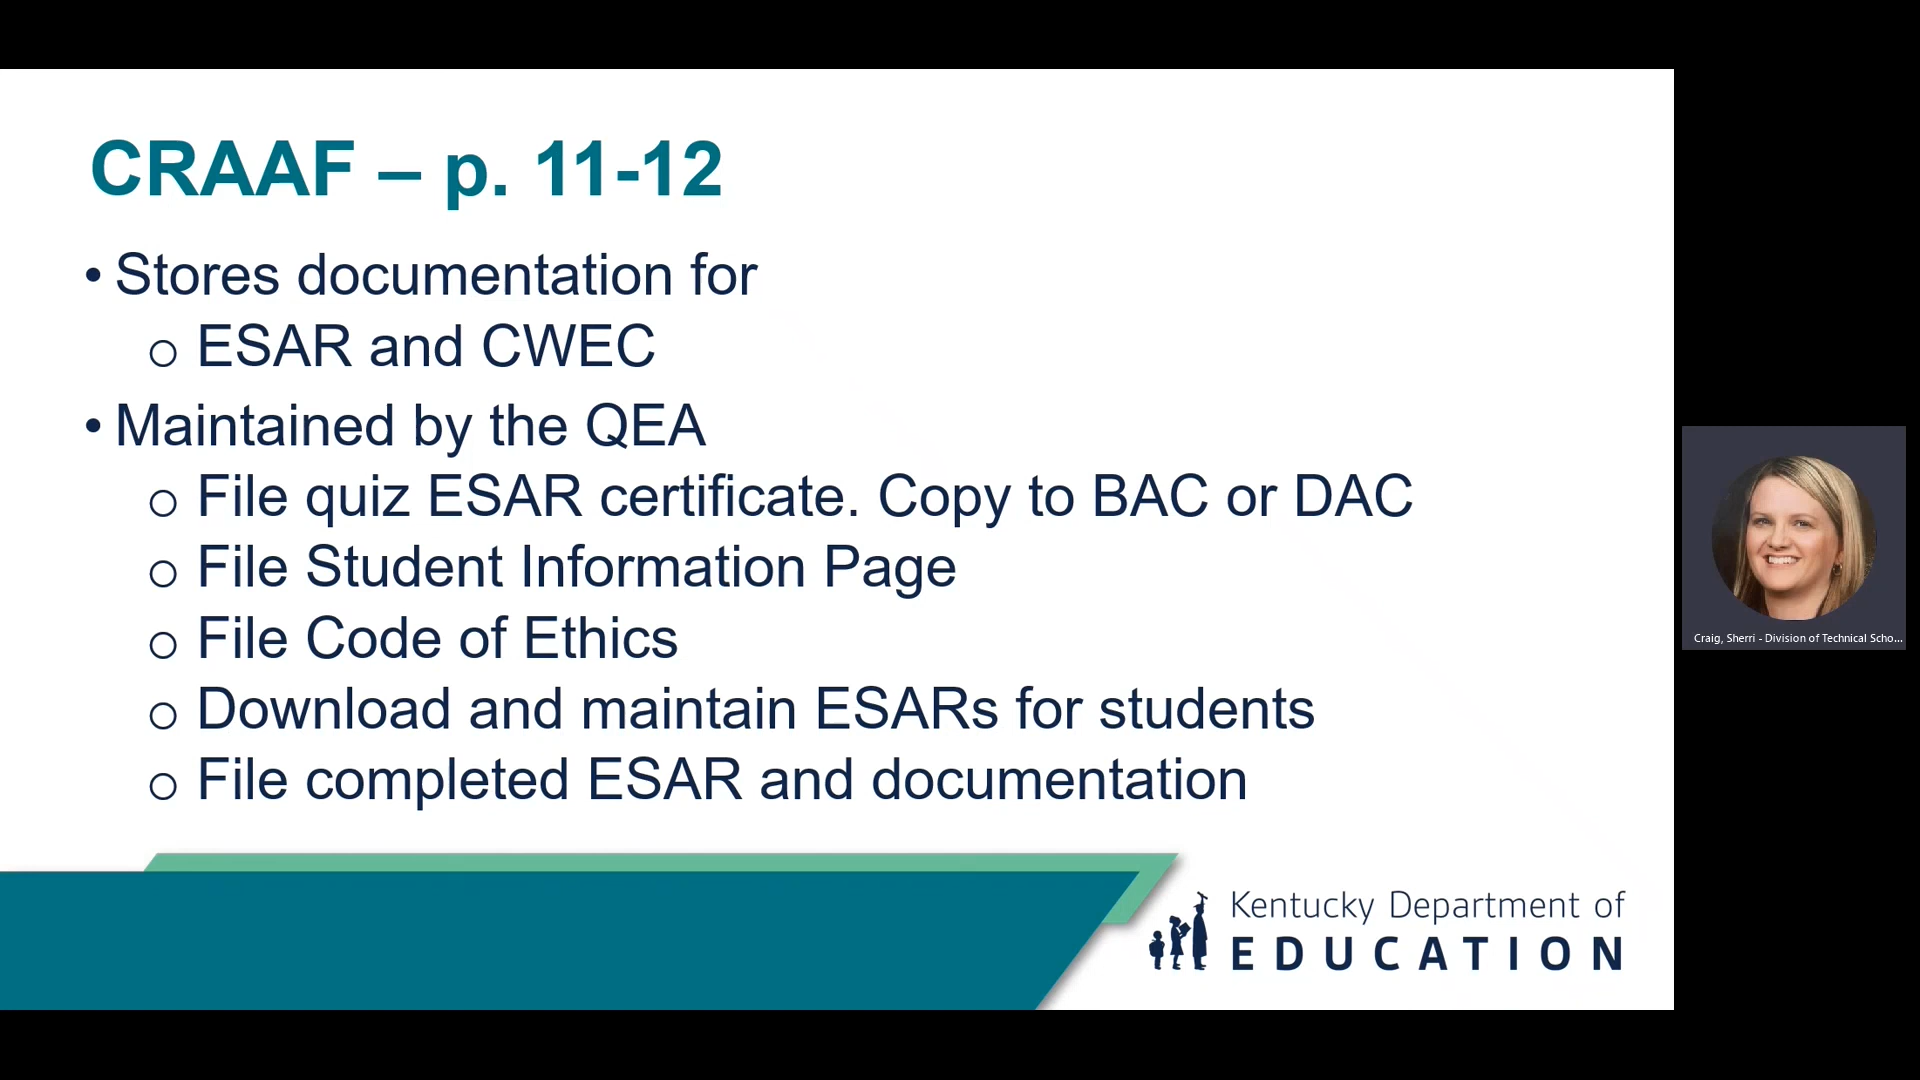 CRAAF – p. 11-12
• Stores documentation for
o ESAR and CWEC
• Maintained by the QEA
o File quiz ESAR certificate. Copy to BAC or DAC
o File Student Information Page
o File Code of Ethics
o Download and maintain ESARs for students
o File completed ESAR and documentation
Kentucky Department of
EDUCATION
Craig, Sherri - Division of Technical Scho...